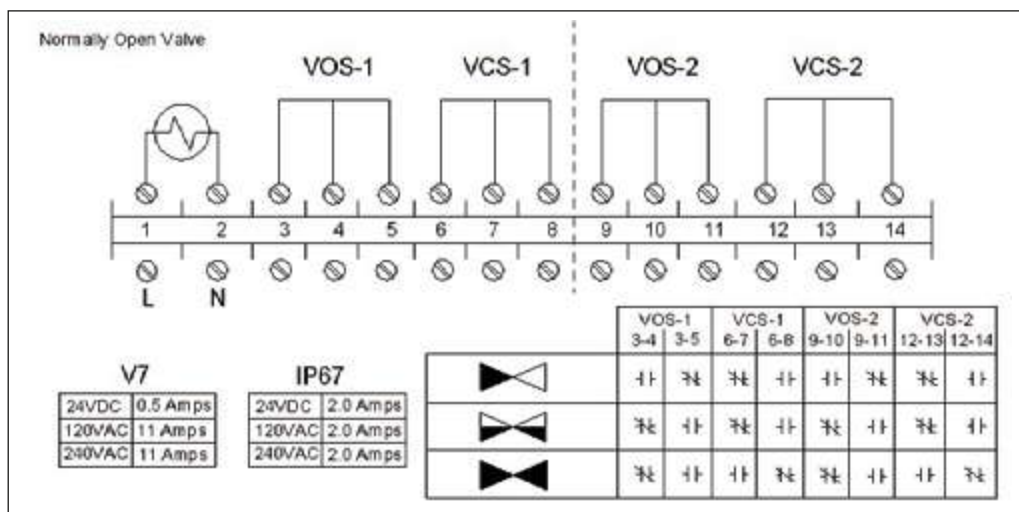 Normally Open Valve
VOS-1 VCS-1 VOS-2 VCS-2
1 2 3 4 5 6 7 8 9 10 11 12 13 14
L N
VOS-1 VCS-1 VOS-2 VCS-2
3-4 3-5 6-7 6-8 9-10 9-11 12-13 12-14
V7
24VDC 0.5 Amps
120VAC 11 Amps
240VAC 11 Amps
IP67
24VDC 2.0 Amps
120VAC 2.0 Amps
240VAC 2.0 Amps